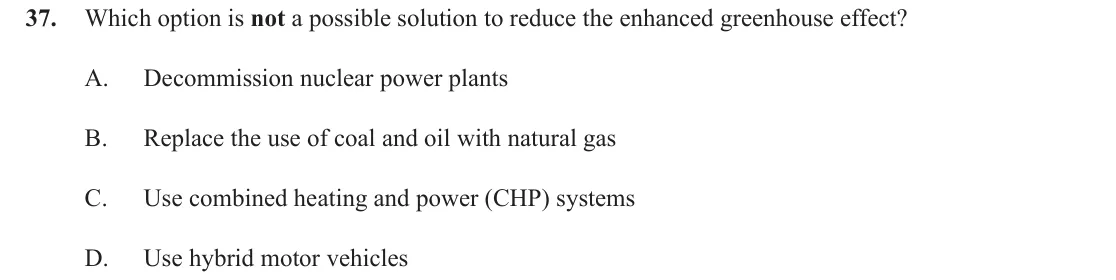 37. Which option is not a possible solution to reduce the enhanced greenhouse effect?
A. Decommission nuclear power plants
B. Replace the use of coal and oil with natural gas
C. Use combined heating and power (CHP) systems
D. Use hybrid motor vehicles